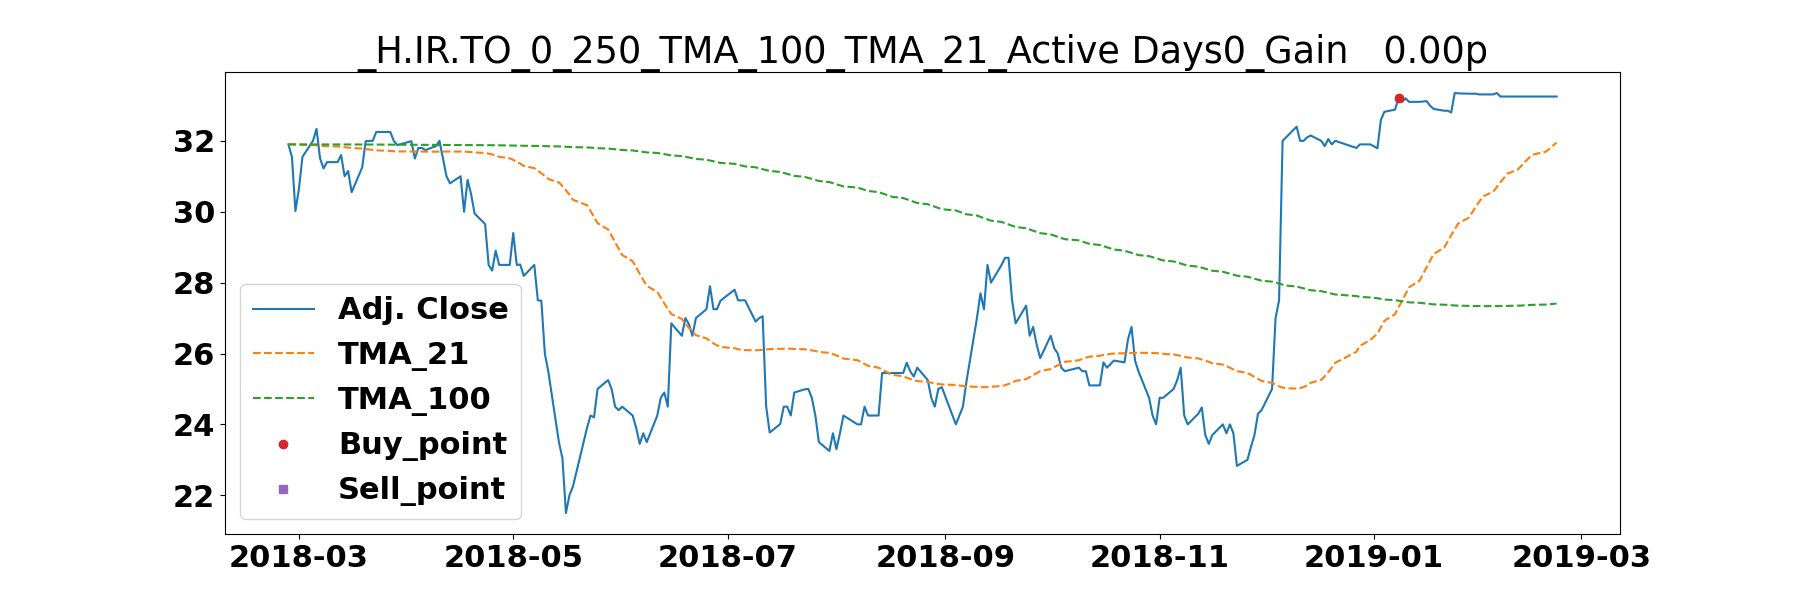 _H.IR.TO_0_250_TMA_100_TMA_21_Active Days0_Gain   0.00p
32
30
28
26
24
22
Adj. Close
TMA_21
TMA_100
Buy_point
Sell_point
2018-03 2018-05 2018-07 2018-09 2018-11 2019-01 2019-03